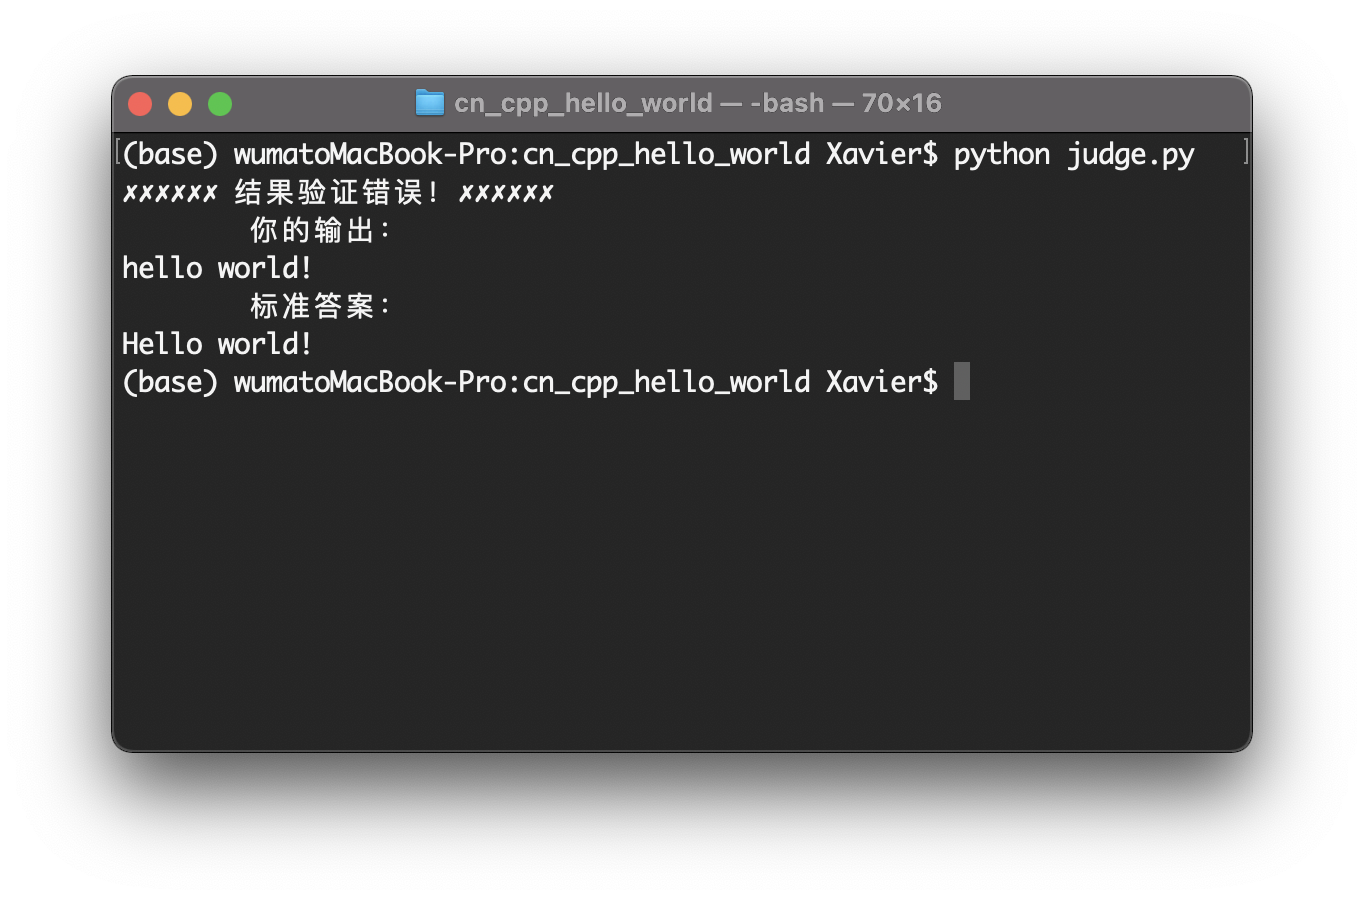 cn_cpp_hello_world — -bash — 70×16
[(base) wumatoMacBook-Pro:cn_cpp_hello_world Xavier$ python judge.py ]
✗✗✗✗✗✗ 结果验证错误！✗✗✗✗✗✗
你的输出：
hello world!
标准答案：
Hello world!
(base) wumatoMacBook-Pro:cn_cpp_hello_world Xavier$